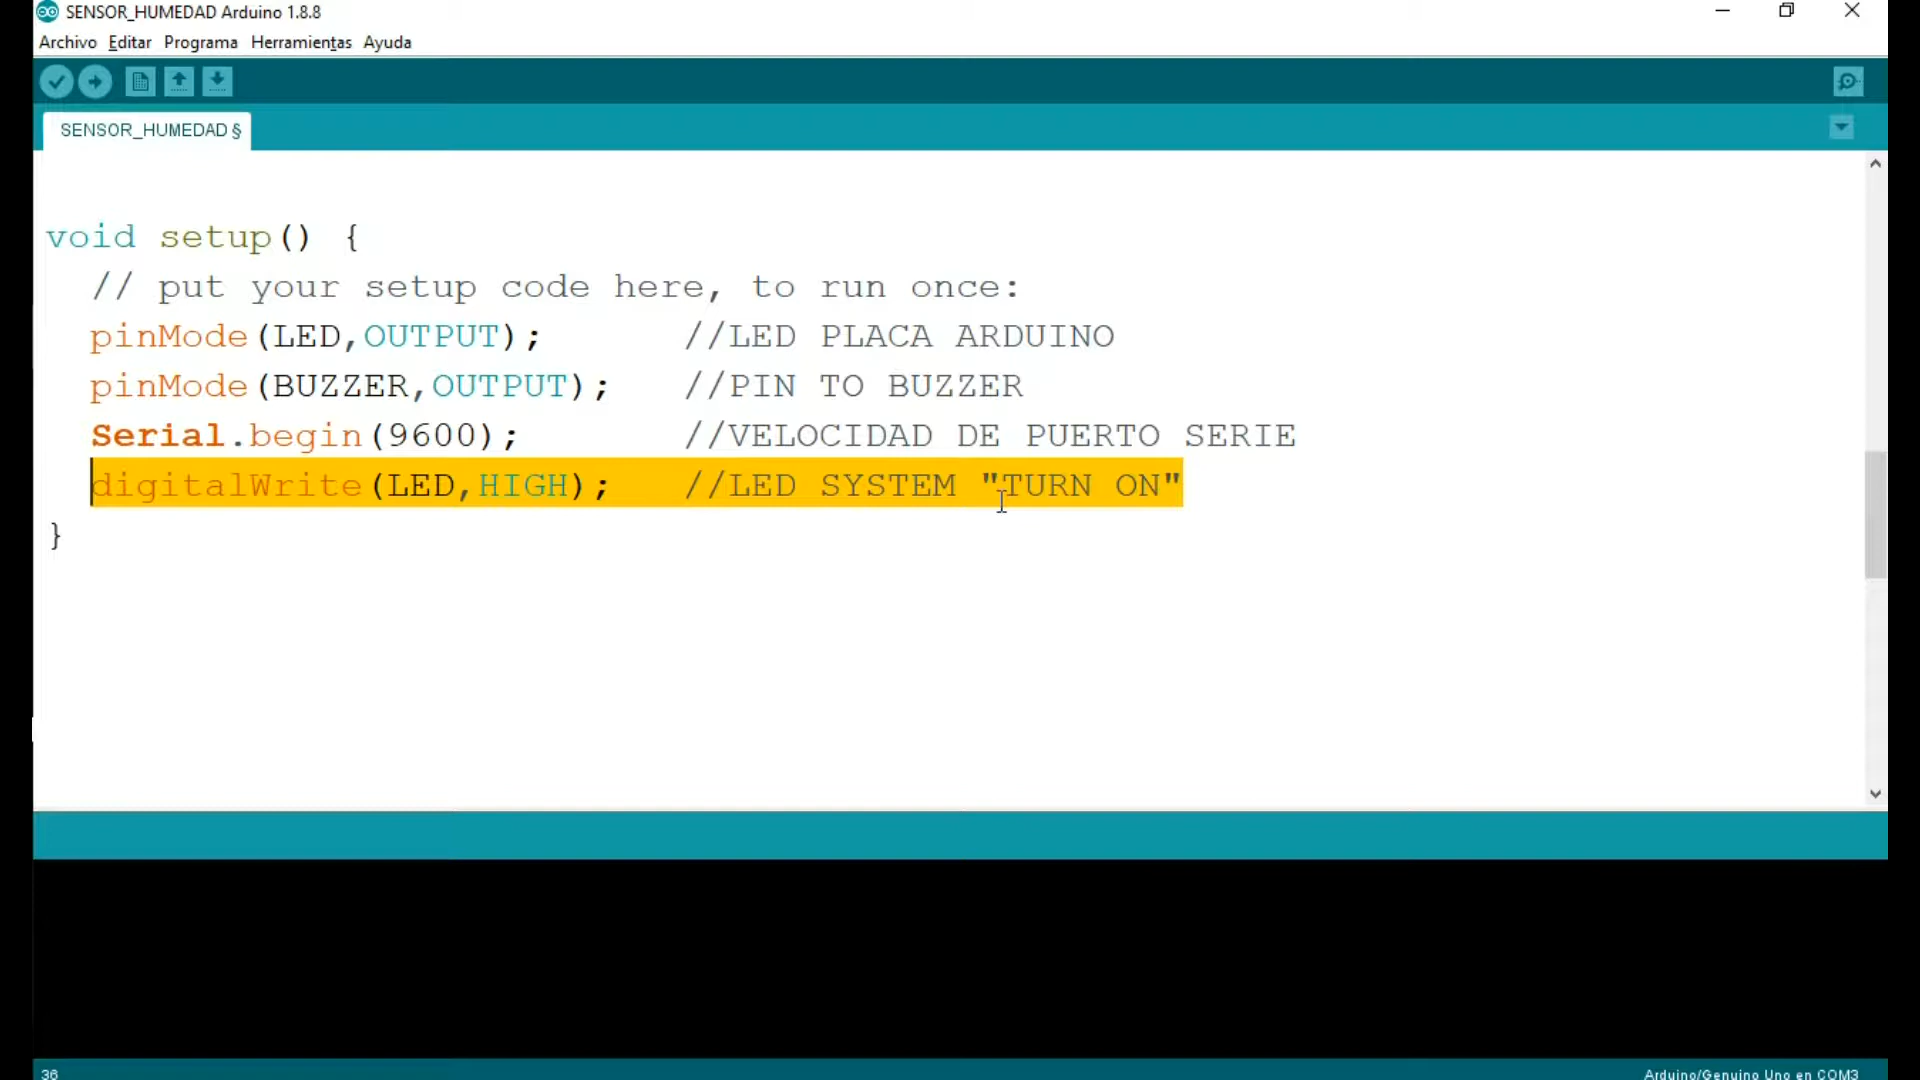 SENSOR_HUMEDAD Arduino 1.8.8
Archivo Editar Programa Herramientas Ayuda
SENSOR_HUMEDAD §
void setup() {
// put your setup code here, to run once:
pinMode(LED,OUTPUT); //LED PLACA ARDUINO
pinMode(BUZZER,OUTPUT); //PIN TO BUZZER
Serial.begin(9600); //VELOCIDAD DE PUERTO SERIE
digitalWrite(LED,HIGH); //LED SYSTEM "TURN ON"
}
36 Arduino/Genuino Uno en COM3